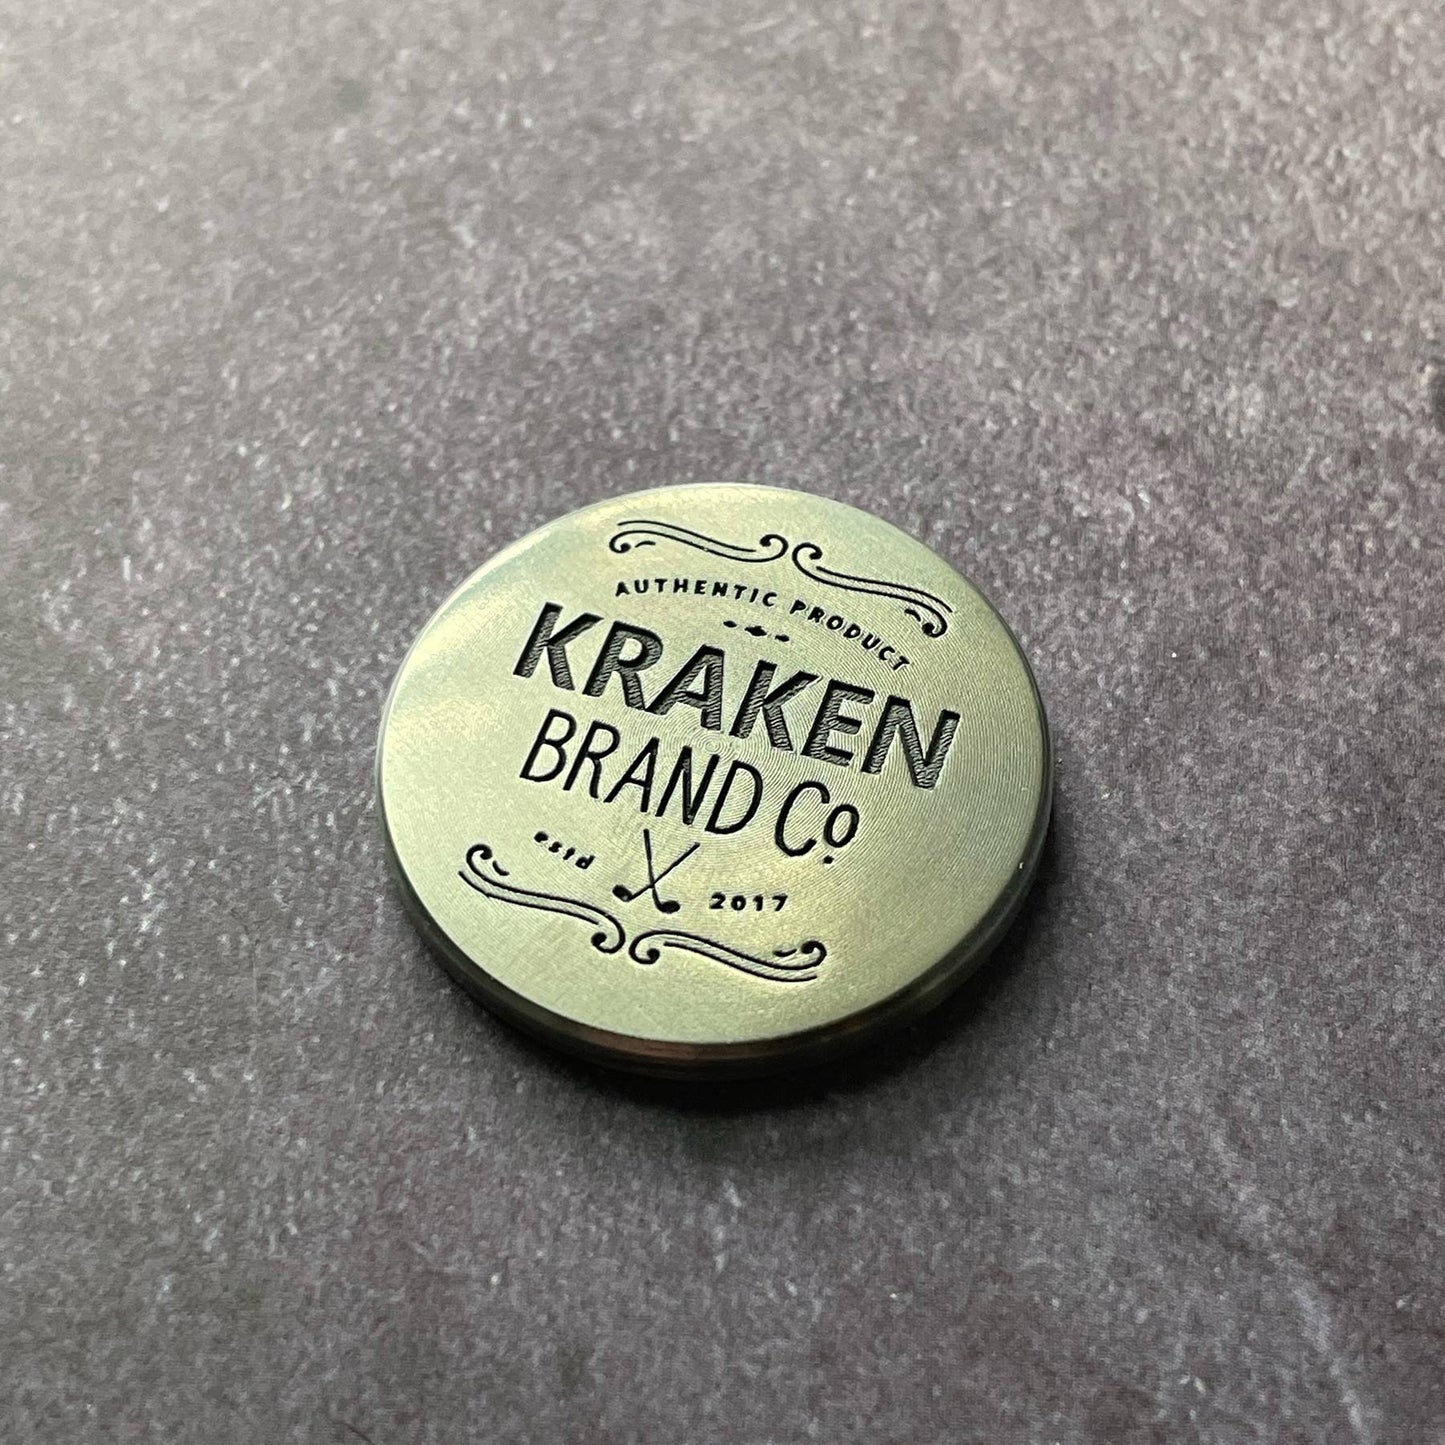 AUTHENTIC PRODUCT
KRAKEN
BRAND Co.
estd 2017